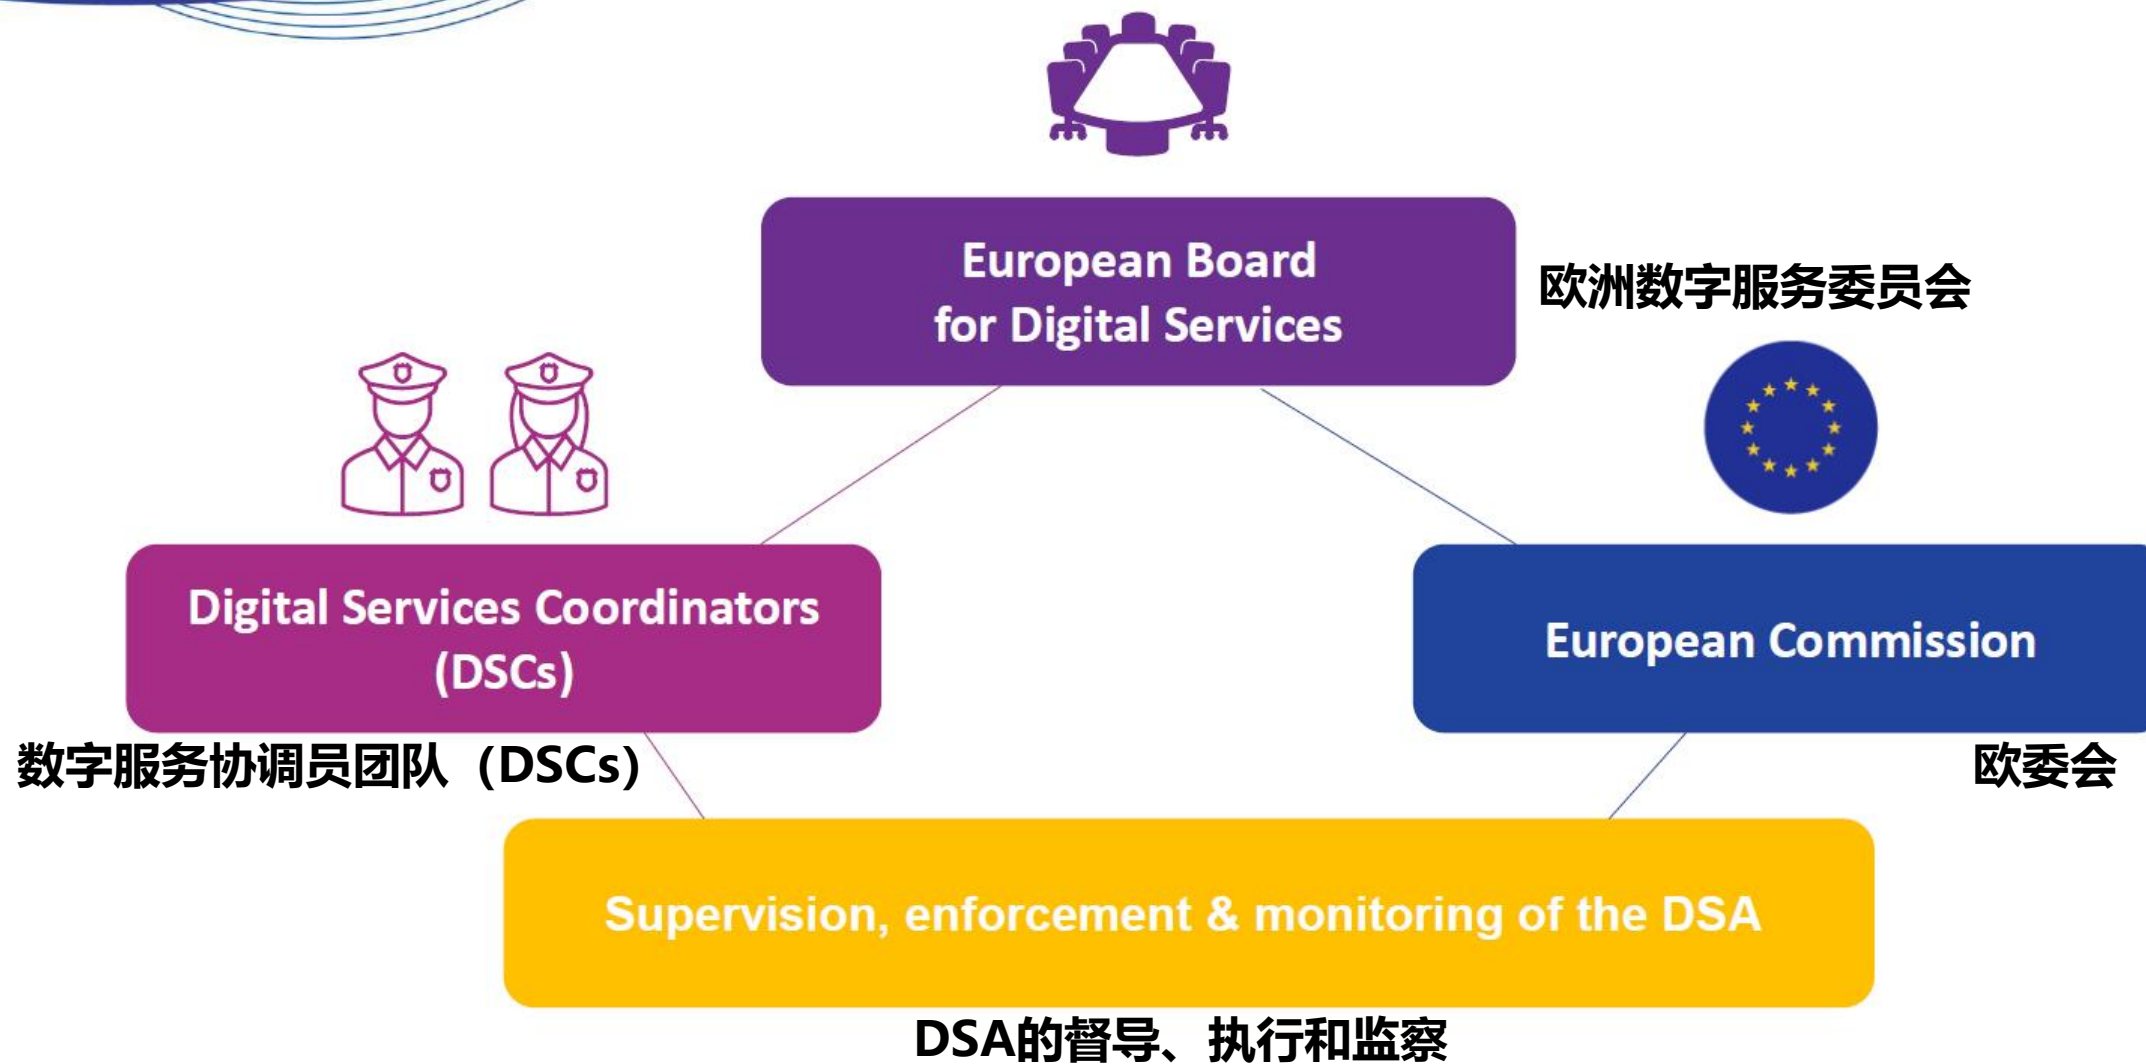 European Board
for Digital Services
欧洲数字服务委员会
Digital Services Coordinators
(DSCs)
European Commission
数字服务协调员团队（DSCs）
欧委会
Supervision, enforcement & monitoring of the DSA
DSA的督导、执行和监察